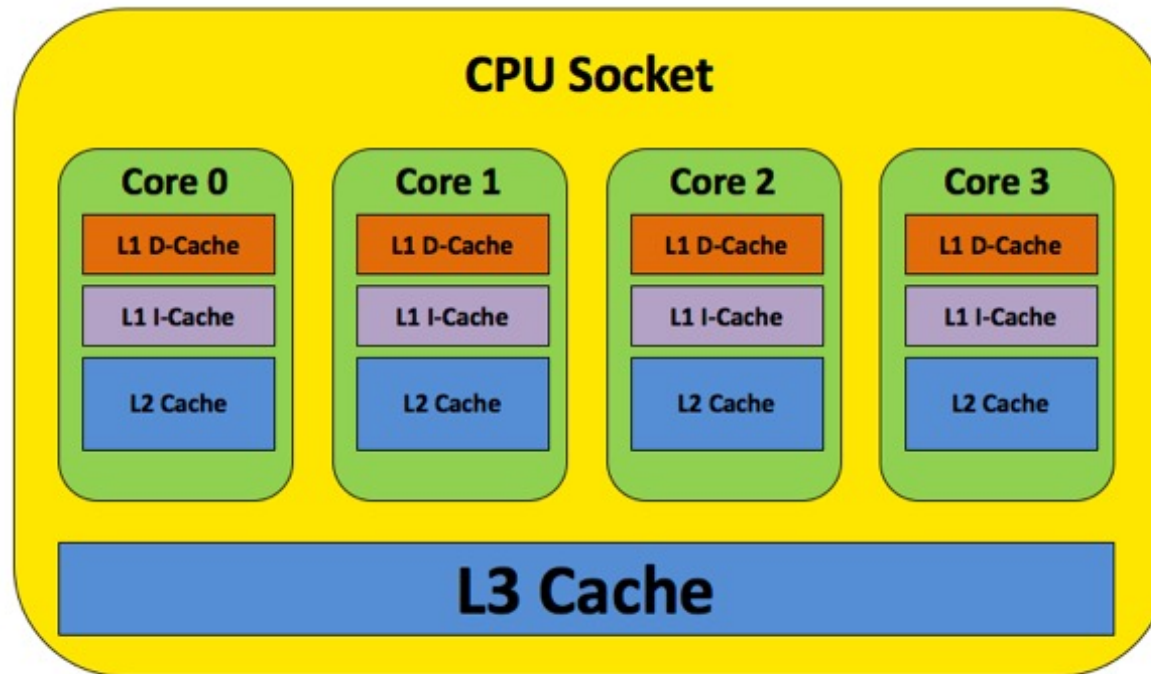 CPU Socket
Core 0
L1 D-Cache
L1 I-Cache
L2 Cache
Core 1
L1 D-Cache
L1 I-Cache
L2 Cache
Core 2
L1 D-Cache
L1 I-Cache
L2 Cache
Core 3
L1 D-Cache
L1 I-Cache
L2 Cache
L3 Cache